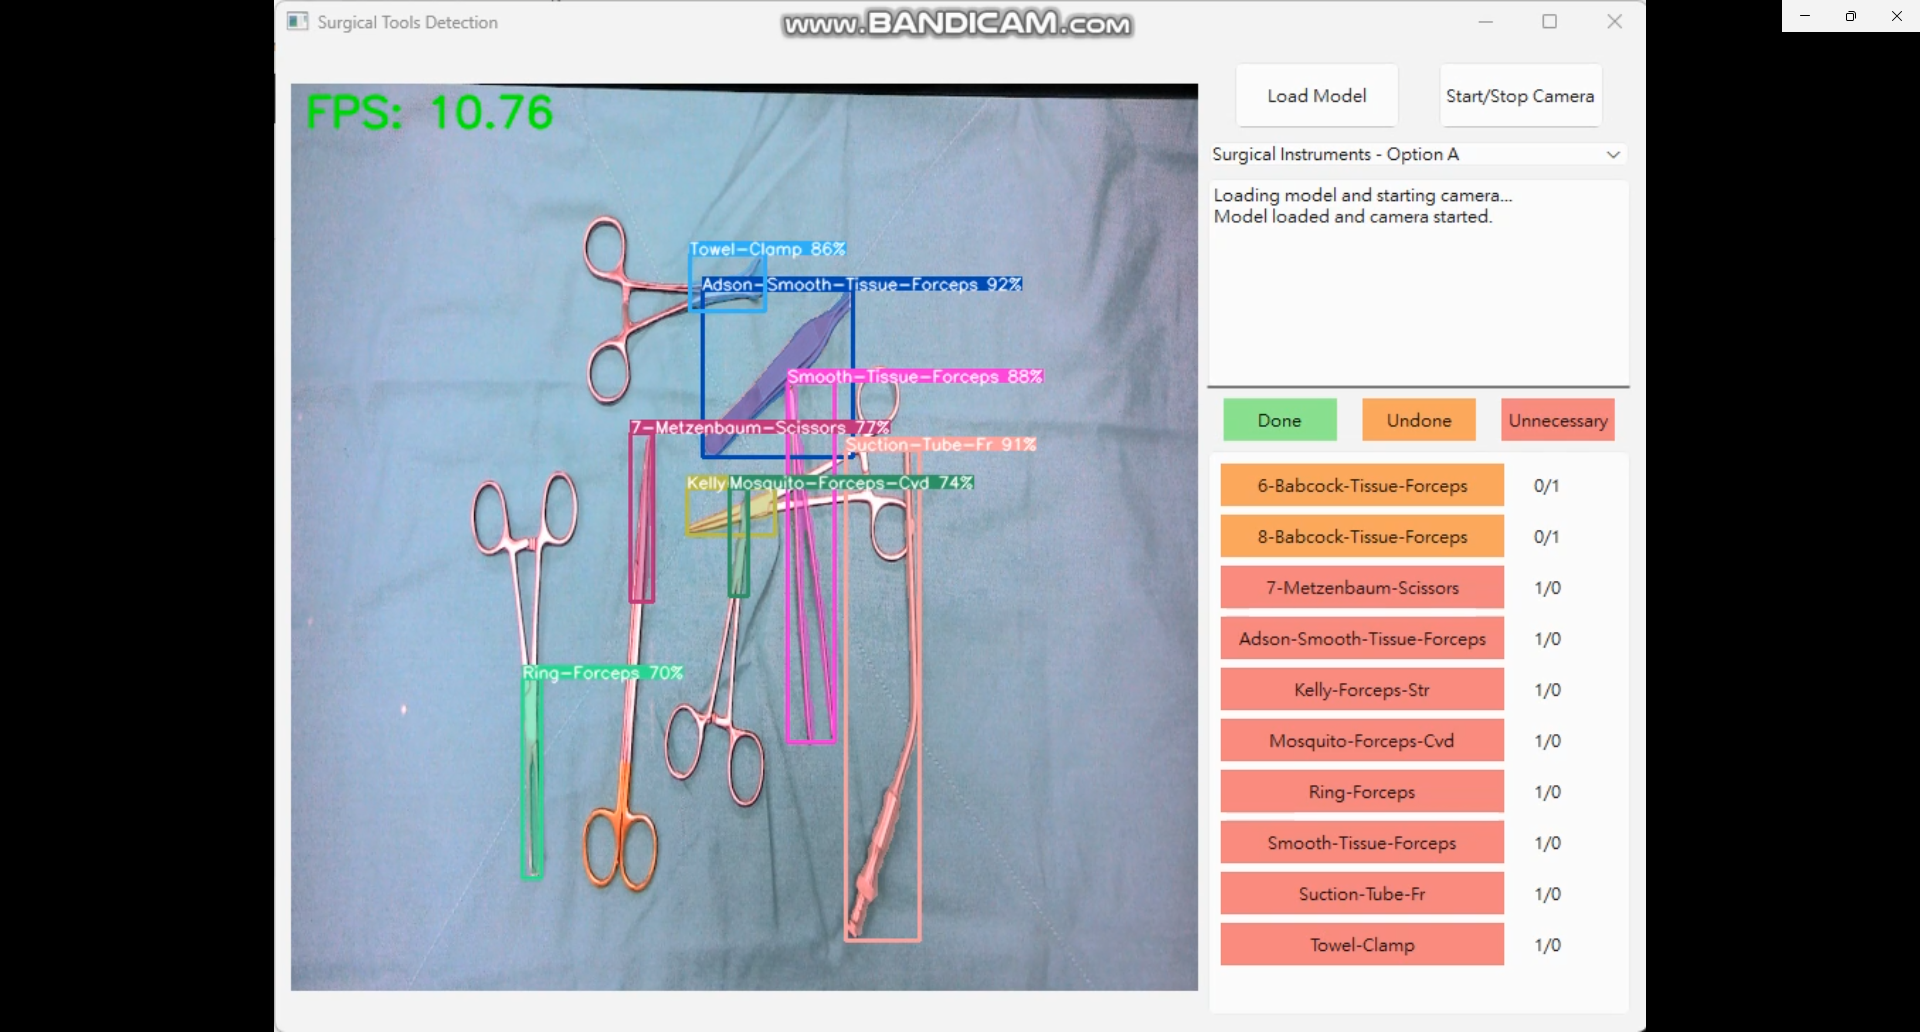 Surgical Tools Detection
www.BANDICAM.com
FPS: 10.76
Load Model
Start/Stop Camera
Surgical Instruments - Option A
Loading model and starting camera...
Model loaded and camera started.
Towel-Clamp 86%
Adson-Smooth-Tissue-Forceps 92%
Smooth-Tissue-Forceps 88%
7-Metzenbaum-Scissors 77%
Suction-Tube-Fr 91%
Kelly
Mosquito-Forceps-Cvd 74%
Ring-Forceps 70%
Done
Undone
Unnecessary
6-Babcock-Tissue-Forceps 0/1
8-Babcock-Tissue-Forceps 0/1
7-Metzenbaum-Scissors 1/0
Adson-Smooth-Tissue-Forceps 1/0
Kelly-Forceps-Str 1/0
Mosquito-Forceps-Cvd 1/0
Ring-Forceps 1/0
Smooth-Tissue-Forceps 1/0
Suction-Tube-Fr 1/0
Towel-Clamp 1/0